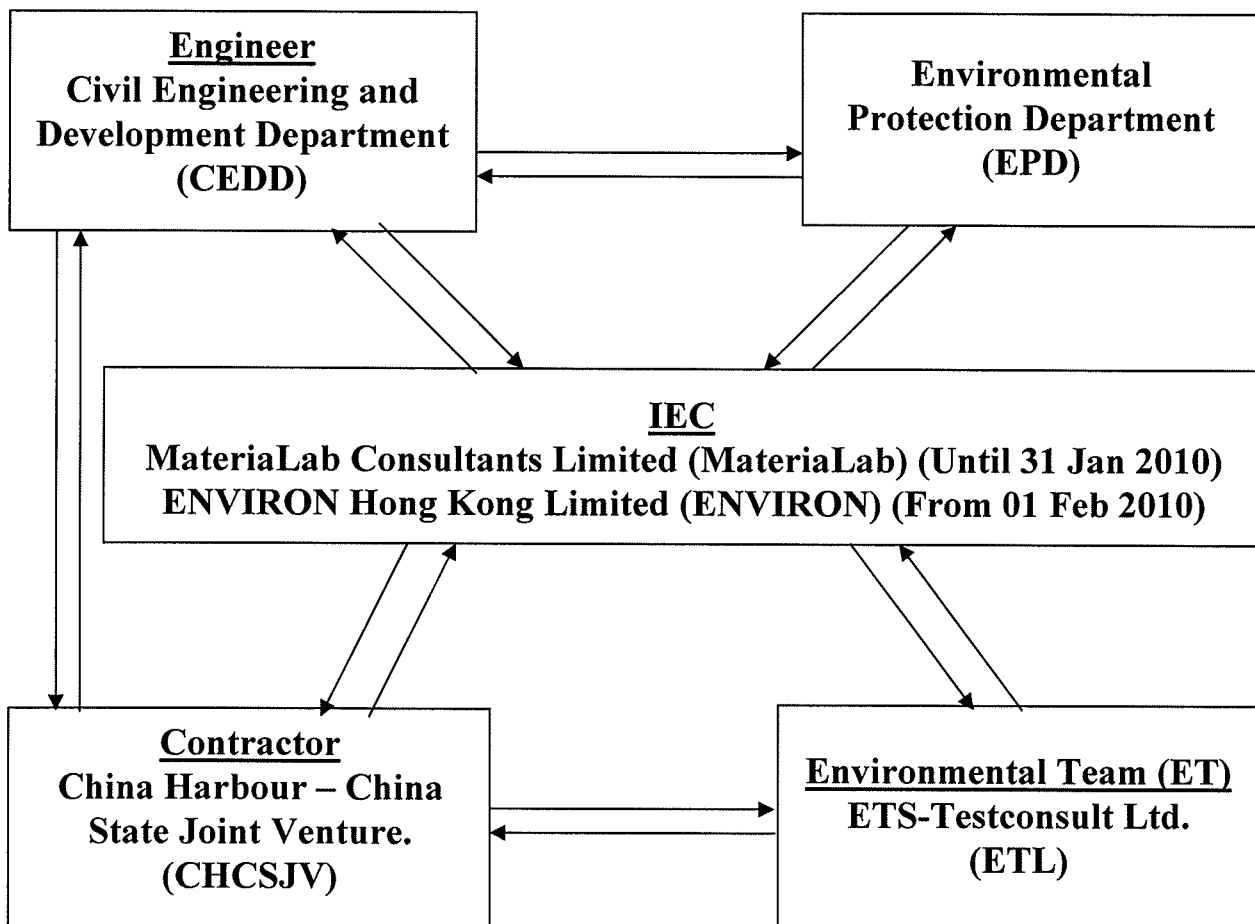 Engineer
Civil Engineering and
Development Department
(CEDD)
Environmental
Protection Department
(EPD)
IEC
MateriaLab Consultants Limited (MateriaLab) (Until 31 Jan 2010)
ENVIRON Hong Kong Limited (ENVIRON) (From 01 Feb 2010)
Contractor
China Harbour – China
State Joint Venture.
(CHCSJV)
Environmental Team (ET)
ETS-Testconsult Ltd.
(ETL)